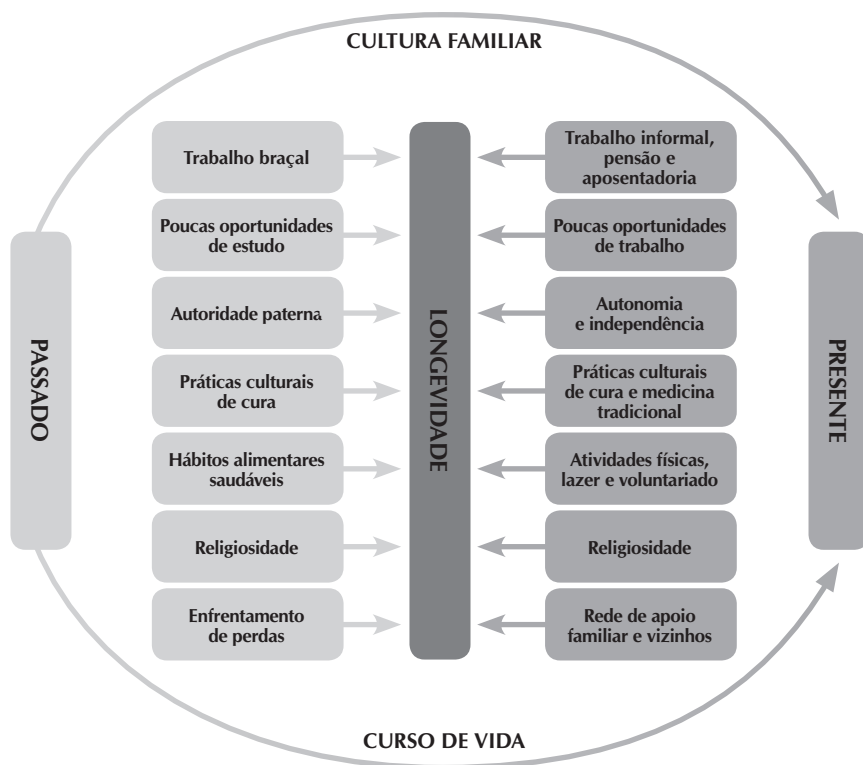 CULTURA FAMILIAR
PASSADO
Trabalho braçal
Poucas oportunidades
de estudo
Autoridade paterna
Práticas culturais
de cura
Hábitos alimentares
saudáveis
Religiosidade
Enfrentamento
de perdas
LONGEVIDADE
Trabalho informal,
pensão e
aposentadoria
Poucas oportunidades
de trabalho
Autonomia
e independência
Práticas culturais
de cura e medicina
tradicional
Atividades físicas,
lazer e voluntariado
Religiosidade
Rede de apoio
familiar e vizinhos
PRESENTE
CURSO DE VIDA